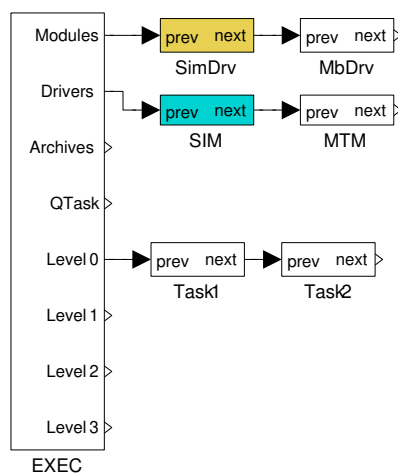 Modules prev next prev next
SimDrv MbDrv
Drivers prev next prev next
SIM MTM
Archives
QTask
Level 0 prev next prev next
Task1 Task2
Level 1
Level 2
Level 3
EXEC